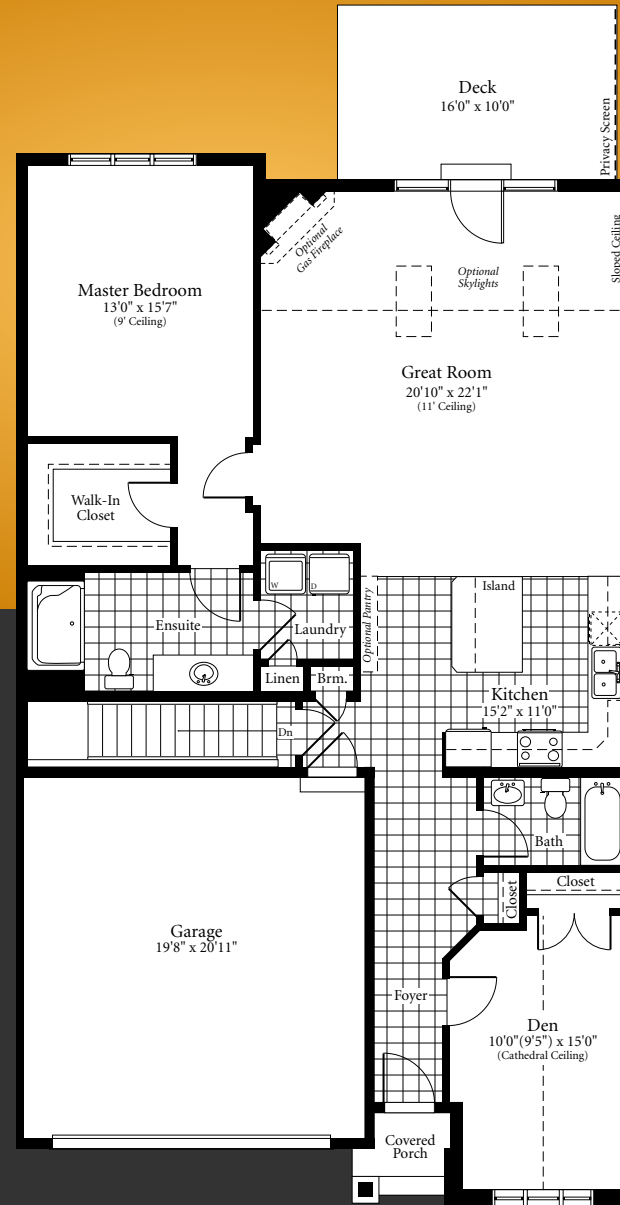 Deck
16'0" x 10'0"
Privacy Screen
Optional
Gas Fireplace
Sloped Ceiling
Optional
Skylights
Master Bedroom
13'0" x 15'7"
(9' Ceiling)
Great Room
20'10" x 22'1"
(11' Ceiling)
Walk-In
Closet
W
D
Island
Optional Pantry
Ensuite
Laundry
Linen
Brm.
Kitchen
15'2" x 11'0"
Dn
Bath
Closet
Closet
Garage
19'8" x 20'11"
Foyer
Den
10'0"(9'5") x 15'0"
(Cathedral Ceiling)
Covered
Porch